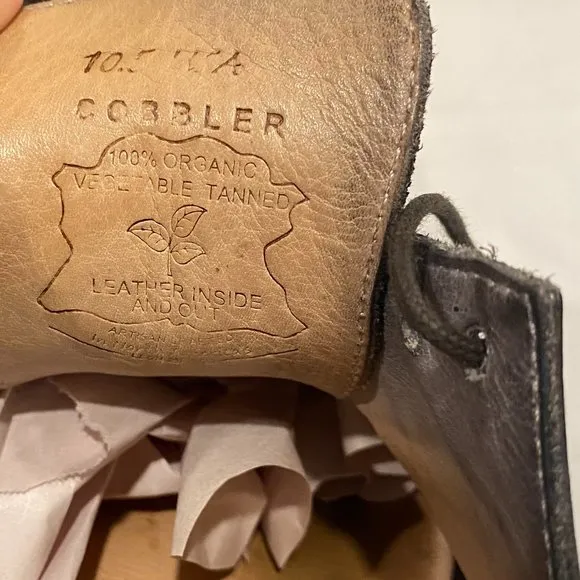 10.5
COBBLER
100% ORGANIC
VEGETABLE TANNED
LEATHER INSIDE
AND OUT